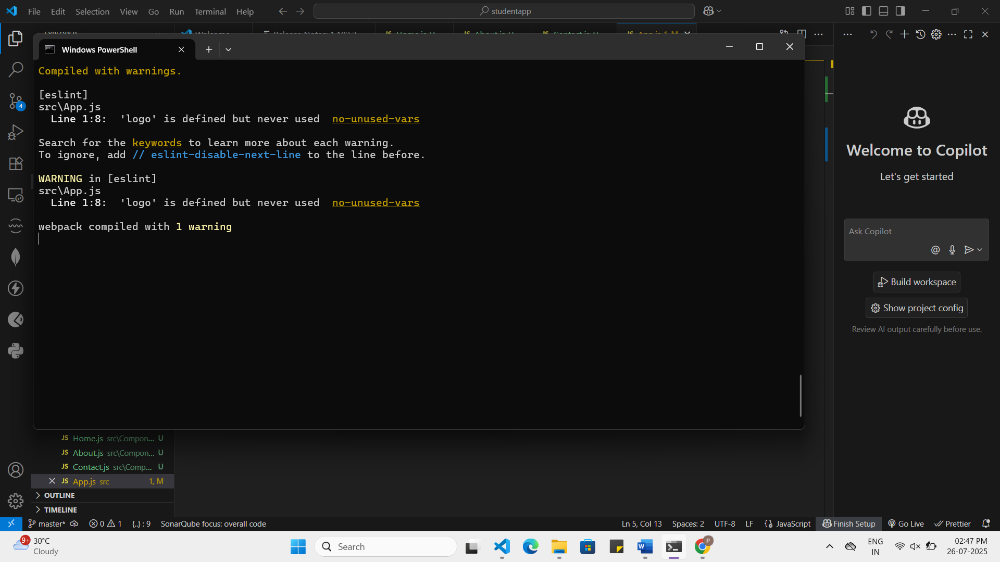 File Edit Selection View Go Run Terminal Help
studentapp
Windows PowerShell
Compiled with warnings.
[eslint]
src\App.js
Line 1:8: 'logo' is defined but never used no-unused-vars
Search for the keywords to learn more about each warning.
To ignore, add // eslint-disable-next-line to the line before.
WARNING in [eslint]
src\App.js
Line 1:8: 'logo' is defined but never used no-unused-vars
webpack compiled with 1 warning
4
Welcome to Copilot
Let's get started
Ask Copilot
Build workspace
Show project config
Review AI output carefully before use.
JS Home.js src\Compon... U
JS About.js src\Compon... U
JS Contact.js src\Comp... U
JS App.js src 1, M
OUTLINE
TIMELINE
master* 0 1 {..} : 9 SonarQube focus: overall code Ln 5, Col 13 Spaces: 2 UTF-8 LF JavaScript Finish Setup Go Live Prettier
9+ 30°C
Cloudy
Search
P
ENG
IN
02:47 PM
26-07-2025